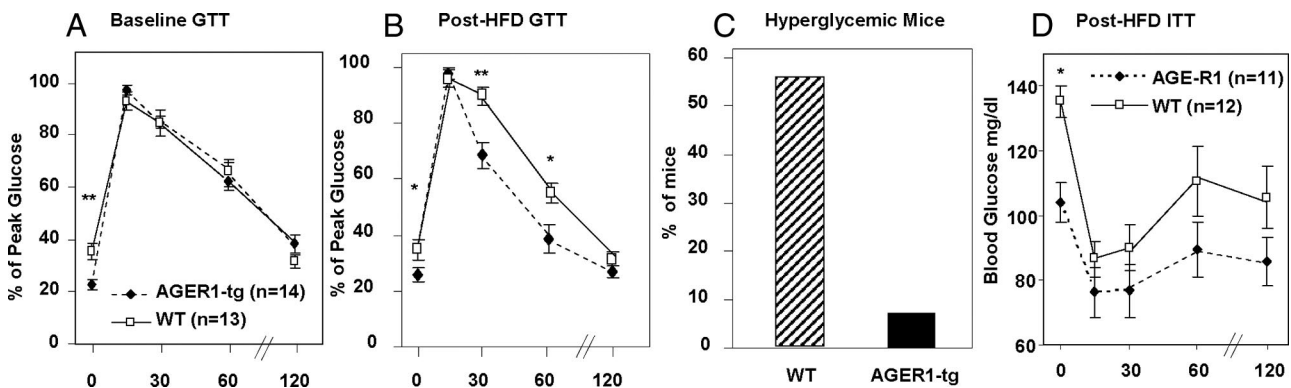 A Baseline GTT
% of Peak Glucose
100
80
60
40
20
0
**
AGER1-tg (n=14)
WT (n=13)
0 30 60 120
B Post-HFD GTT
% of Peak Glucose
100
80
60
40
20
0
*
**
*
0 30 60 120
C Hyperglycemic Mice
% of mice
60
50
40
30
20
10
0
WT AGER1-tg
D Post-HFD ITT
Blood Glucose mg/dl
140
120
100
80
60
*
AGE-R1 (n=11)
WT (n=12)
0 30 60 120